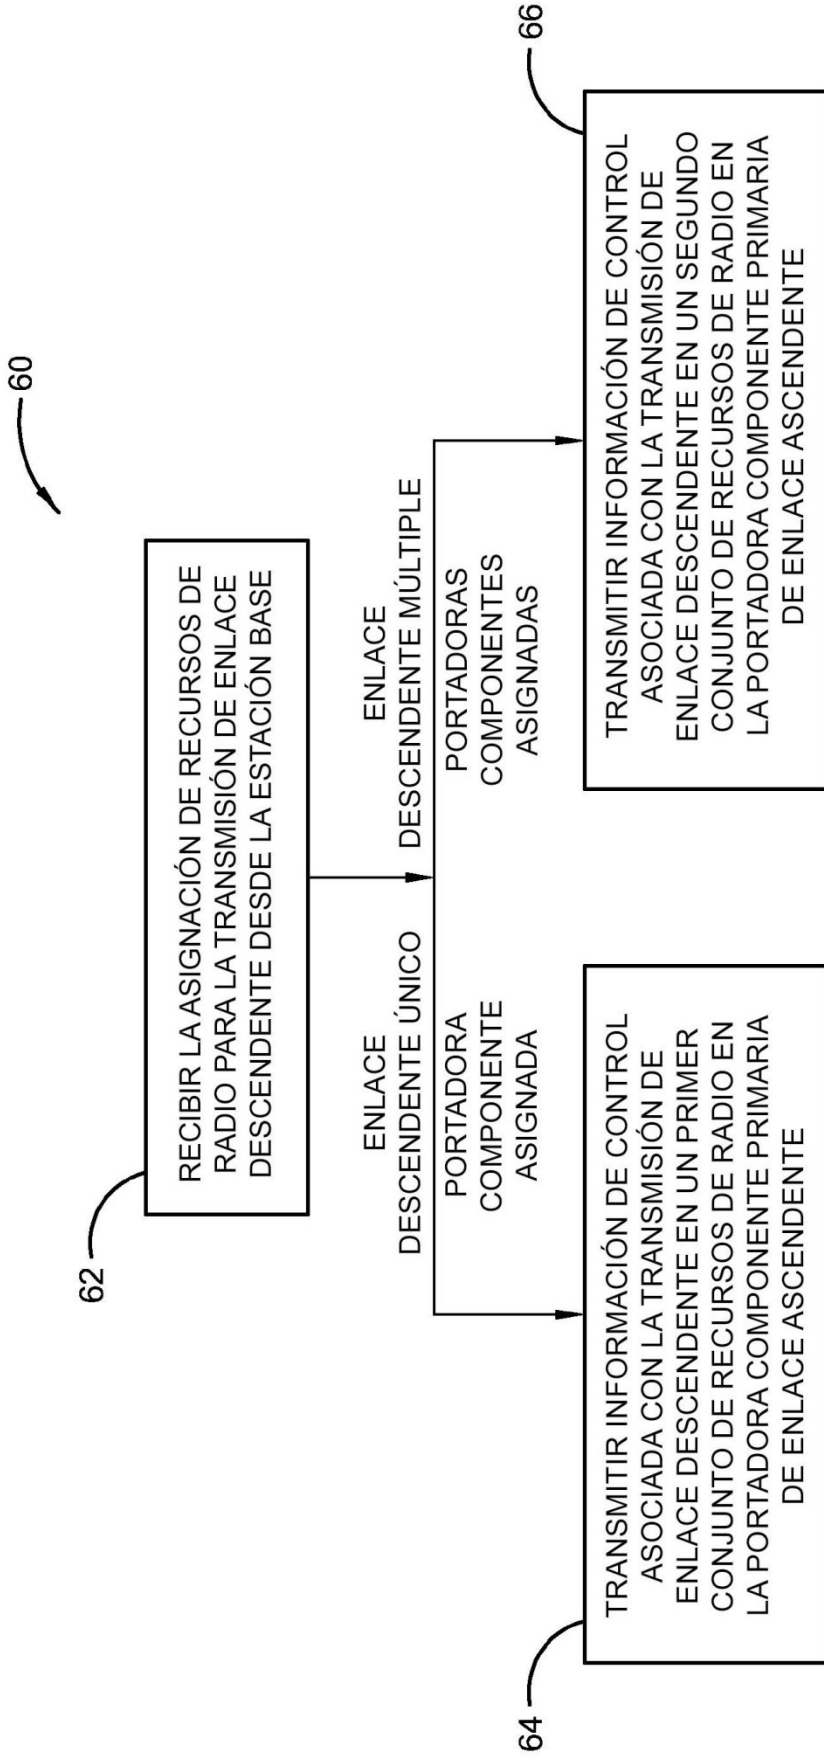 60
62
RECIBIR LA ASIGNACIÓN DE RECURSOS DE
RADIO PARA LA TRANSMISIÓN DE ENLACE
DESCENDENTE DESDE LA ESTACIÓN BASE
ENLACE
DESCENDENTE ÚNICO
PORTADORA
COMPONENTE
ASIGNADA
ENLACE
DESCENDENTE MÚLTIPLE
PORTADORAS
COMPONENTES
ASIGNADAS
64
TRANSMITIR INFORMACIÓN DE CONTROL
ASOCIADA CON LA TRANSMISIÓN DE
ENLACE DESCENDENTE EN UN PRIMER
CONJUNTO DE RECURSOS DE RADIO EN
LA PORTADORA COMPONENTE PRIMARIA
DE ENLACE ASCENDENTE
66
TRANSMITIR INFORMACIÓN DE CONTROL
ASOCIADA CON LA TRANSMISIÓN DE
ENLACE DESCENDENTE EN UN SEGUNDO
CONJUNTO DE RECURSOS DE RADIO EN
LA PORTADORA COMPONENTE PRIMARIA
DE ENLACE ASCENDENTE